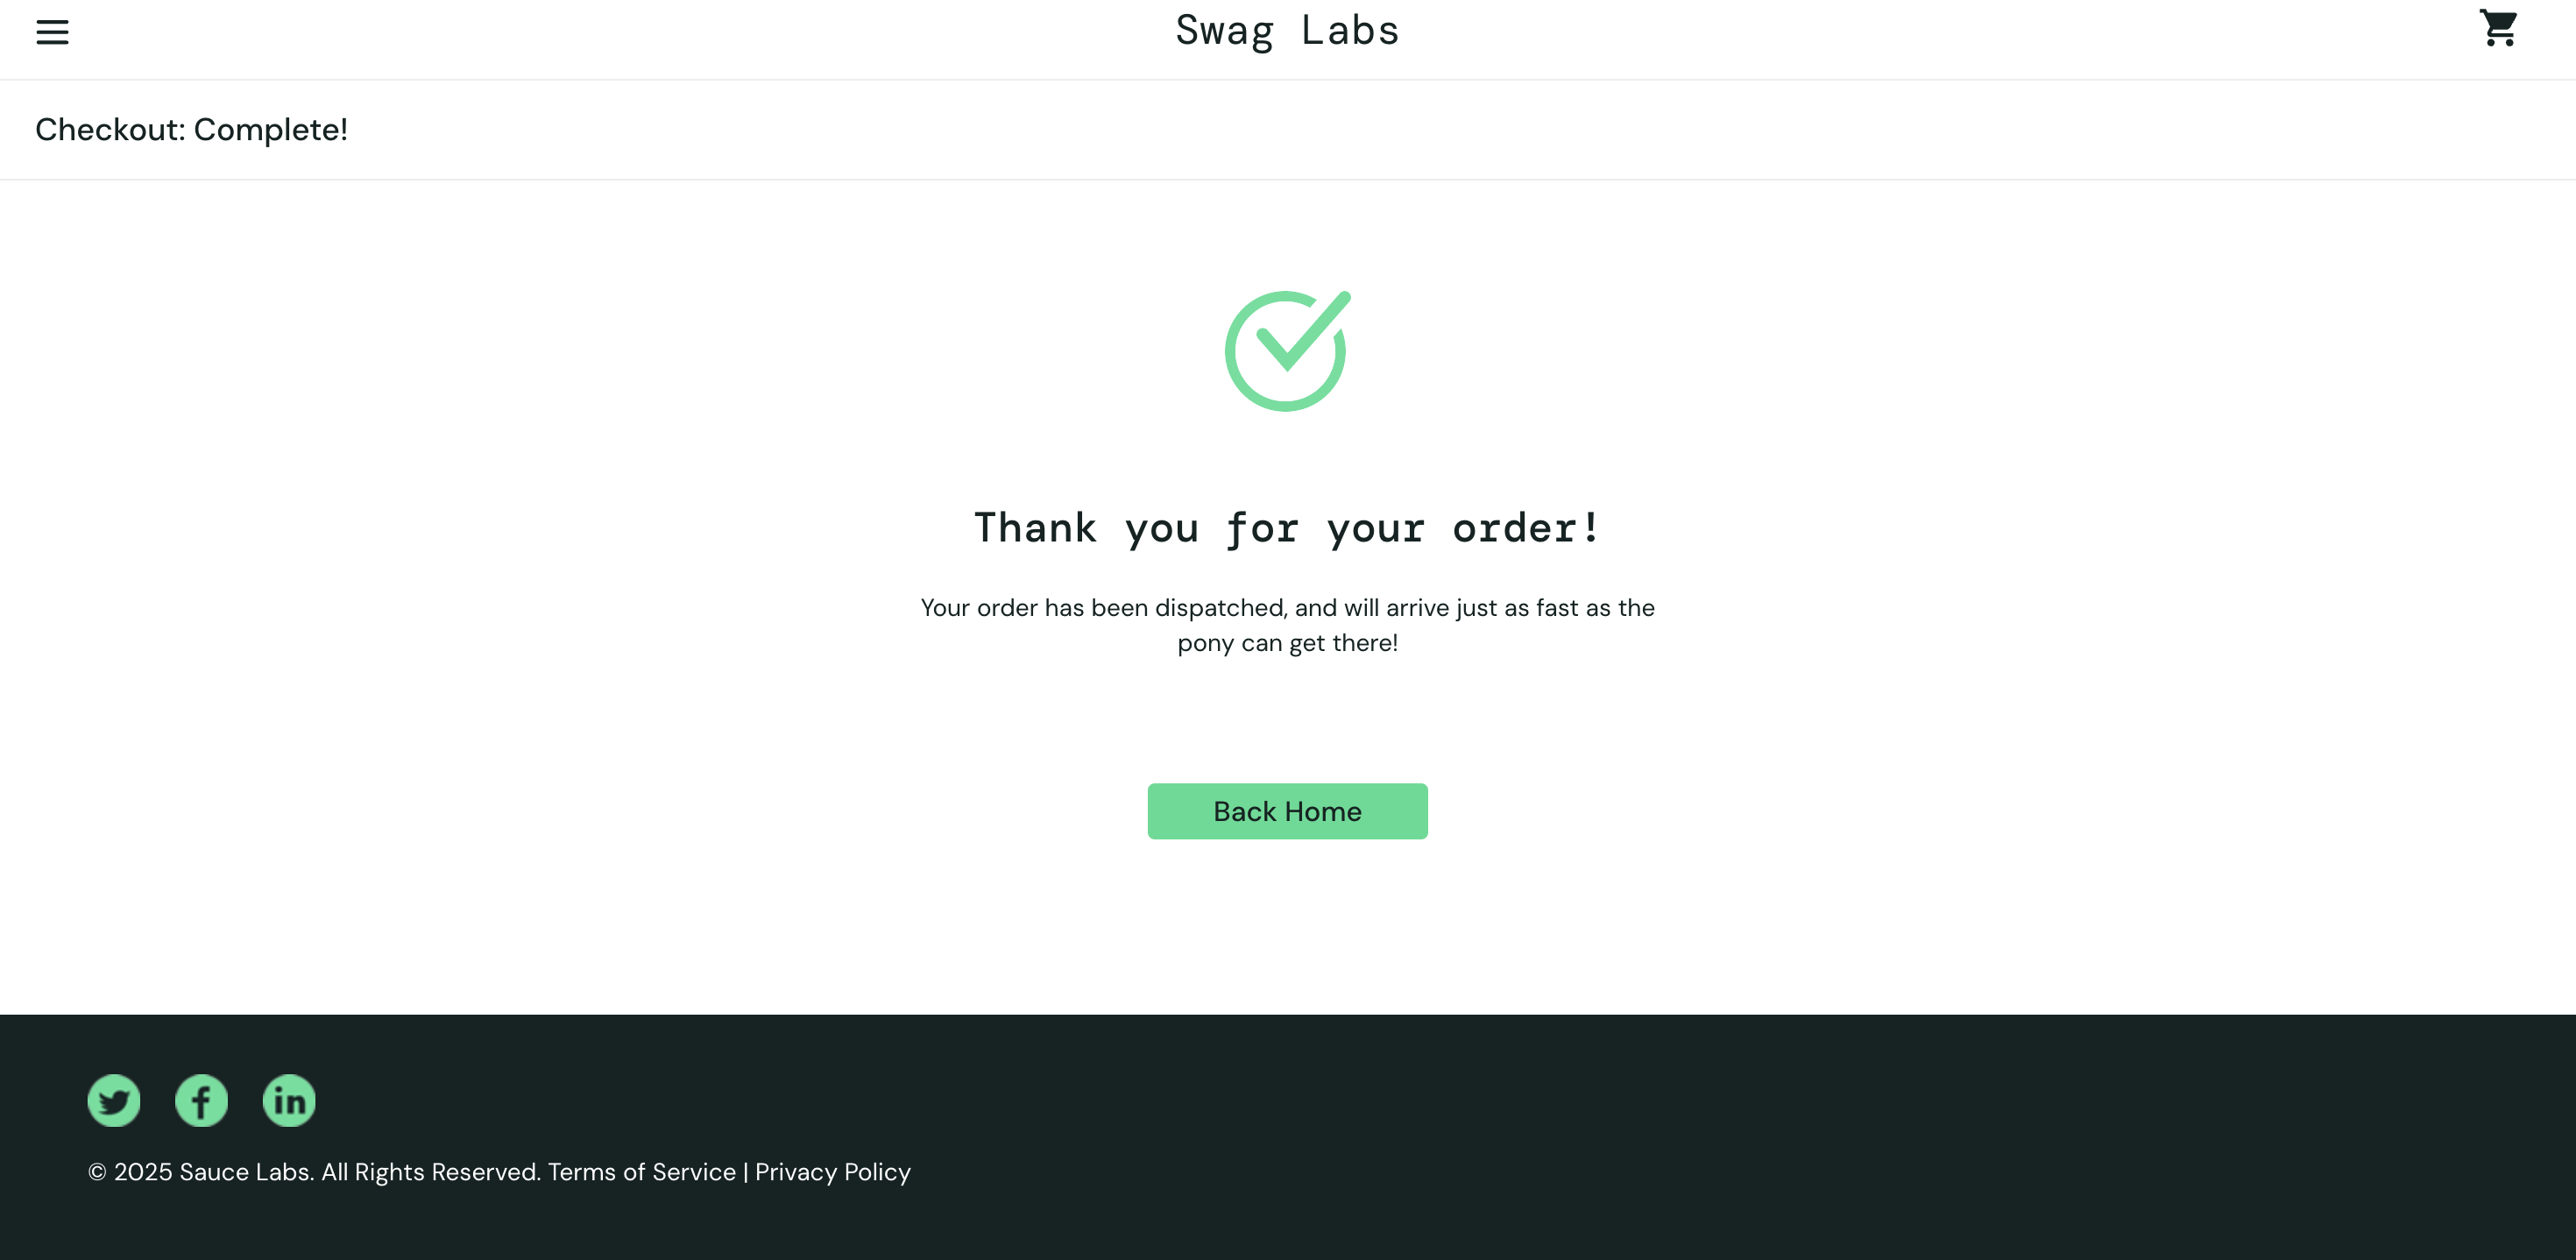 Swag Labs
Checkout: Complete!
Thank you for your order!
Your order has been dispatched, and will arrive just as fast as the
pony can get there!
Back Home
© 2025 Sauce Labs. All Rights Reserved. Terms of Service | Privacy Policy